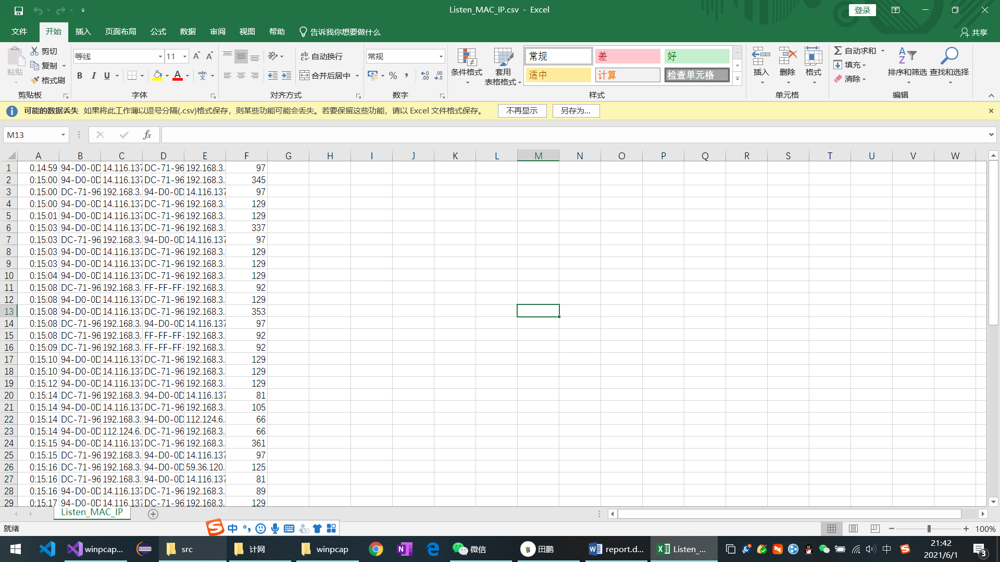 Listen_MAC_IP.csv - Excel
登录
文件 开始 插入 页面布局 公式 数据 审阅 视图 帮助 告诉我你想要做什么 共享
粘贴 剪切 复制 格式刷 剪贴板
等线 11 B I U 字体
自动换行 合并后居中 对齐方式
常规 % 数字
条件格式 套用 表格格式
常规 差 好
适中 计算 检查单元格
样式
插入 删除 格式 单元格
自动求和 填充 清除 排序和筛选 查找和选择 编辑
可能的数据丢失 如果将此工作薄以逗号分隔(.csv)格式保存，则某些功能可能会丢失。若要保留这些功能，请以 Excel 文件格式保存。 不再显示 另存为...
M13 fx
A B C D E F G H I J K L M N O P Q R S T U V W
1 0:14:59 94-D0-0D 14.116.137 DC-71-96 192.168.3. 97
2 0:15:00 94-D0-0D 14.116.137 DC-71-96 192.168.3. 345
3 0:15:00 DC-71-96 192.168.3. 94-D0-0D 14.116.137 97
4 0:15:00 94-D0-0D 14.116.137 DC-71-96 192.168.3. 129
5 0:15:01 94-D0-0D 14.116.137 DC-71-96 192.168.3. 129
6 0:15:03 94-D0-0D 14.116.137 DC-71-96 192.168.3. 337
7 0:15:03 DC-71-96 192.168.3. 94-D0-0D 14.116.137 97
8 0:15:03 94-D0-0D 14.116.137 DC-71-96 192.168.3. 129
9 0:15:03 94-D0-0D 14.116.137 DC-71-96 192.168.3. 129
10 0:15:04 94-D0-0D 14.116.137 DC-71-96 192.168.3. 129
11 0:15:08 DC-71-96 192.168.3. FF-FF-FF- 192.168.3. 92
12 0:15:08 94-D0-0D 14.116.137 DC-71-96 192.168.3. 129
13 0:15:08 94-D0-0D 14.116.137 DC-71-96 192.168.3. 353
14 0:15:08 DC-71-96 192.168.3. 94-D0-0D 14.116.137 97
15 0:15:08 DC-71-96 192.168.3. FF-FF-FF- 192.168.3. 92
16 0:15:09 DC-71-96 192.168.3. FF-FF-FF- 192.168.3. 92
17 0:15:10 94-D0-0D 14.116.137 DC-71-96 192.168.3. 129
18 0:15:10 94-D0-0D 14.116.137 DC-71-96 192.168.3. 129
19 0:15:12 94-D0-0D 14.116.137 DC-71-96 192.168.3. 129
20 0:15:14 DC-71-96 192.168.3. 94-D0-0D 14.116.137 81
21 0:15:14 94-D0-0D 14.116.137 DC-71-96 192.168.3. 105
22 0:15:14 DC-71-96 192.168.3. 94-D0-0D 112.124.6. 66
23 0:15:14 94-D0-0D 112.124.6. DC-71-96 192.168.3. 66
24 0:15:15 94-D0-0D 14.116.137 DC-71-96 192.168.3. 361
25 0:15:15 DC-71-96 192.168.3. 94-D0-0D 14.116.137 97
26 0:15:16 DC-71-96 192.168.3. 94-D0-0D 59.36.120. 125
27 0:15:16 DC-71-96 192.168.3. 94-D0-0D 14.116.137 81
28 0:15:16 94-D0-0D 14.116.137 DC-71-96 192.168.3. 89
29 0:15:17 94-D0-0D 14.116.137 DC-71-96 192.168.3. 129
Listen_MAC_IP
就绪 中 100%
winpcap... src 计网 winpcap 微信 田鹏 report.d... Listen_... 中 21:42
2021/6/1 3